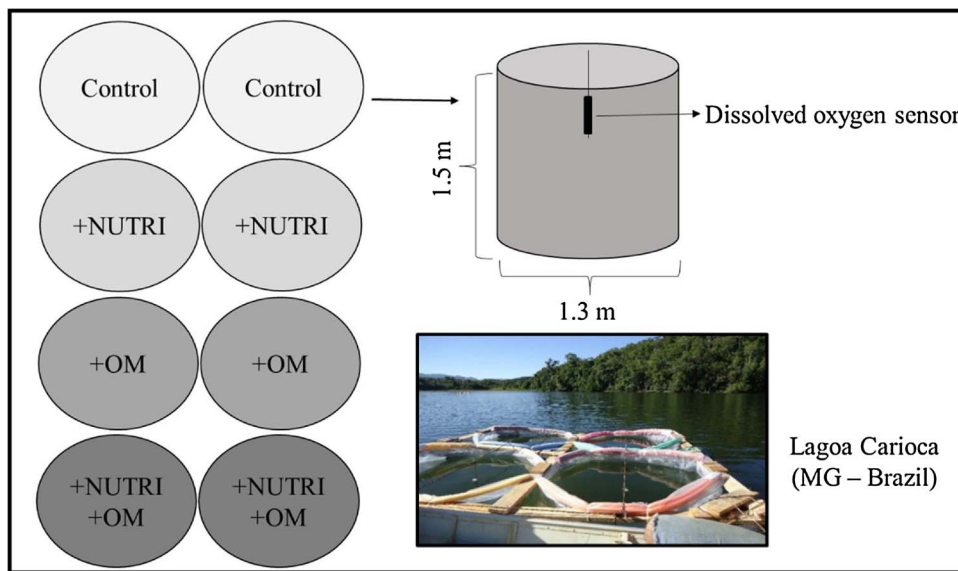 Control
Control
+NUTRI
+NUTRI
+OM
+OM
+NUTRI
+OM
+NUTRI
+OM
Dissolved oxygen sensor
1.5 m
1.3 m
Lagoa Carioca
(MG – Brazil)